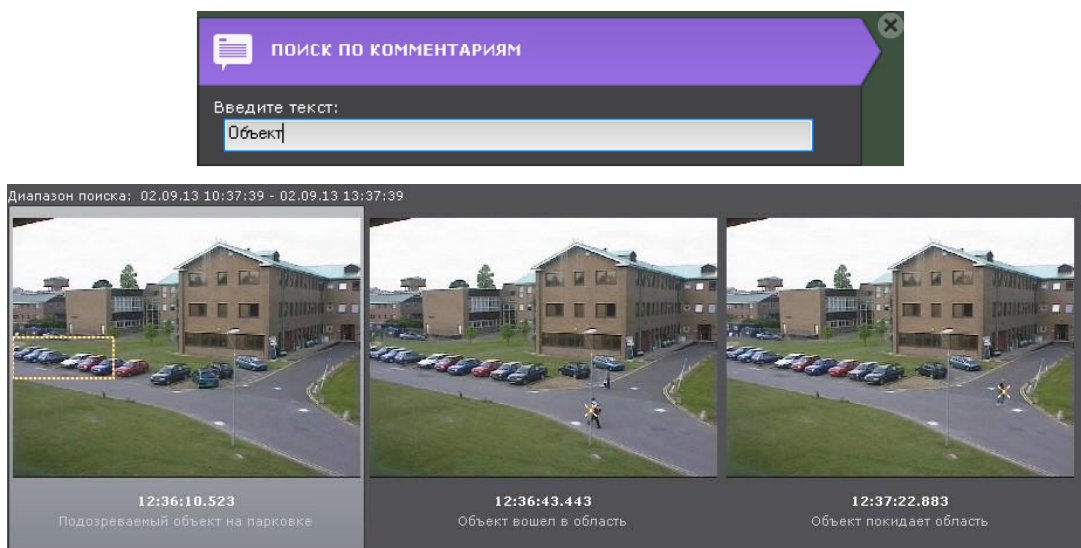 ПОИСК ПО КОММЕНТАРИЯМ
Введите текст:
Объект
Диапазон поиска: 02.09.13 10:37:39 - 02.09.13 13:37:39
12:36:10.523
Подозреваемый объект на парковке
12:36:43.443
Объект вошел в область
12:37:22.883
Объект покидает область